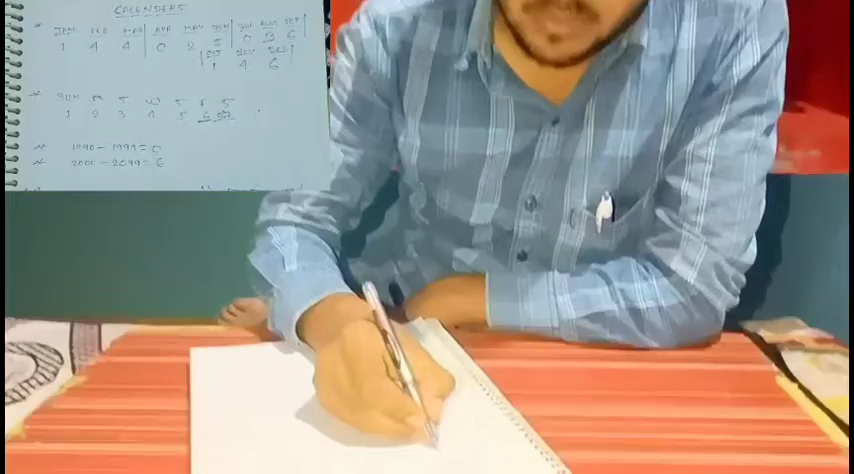 CALENDERS
* JAN FEB MAR APR MAY JUN JUL AUG SEP
1 4 4 0 2 5 0 3 6
OCT NOV DEC
1 4 6
* SUN M T W T F S
1 2 3 4 5 6
* 1990 - 1999 = 0
* 2000 - 2099 = 6